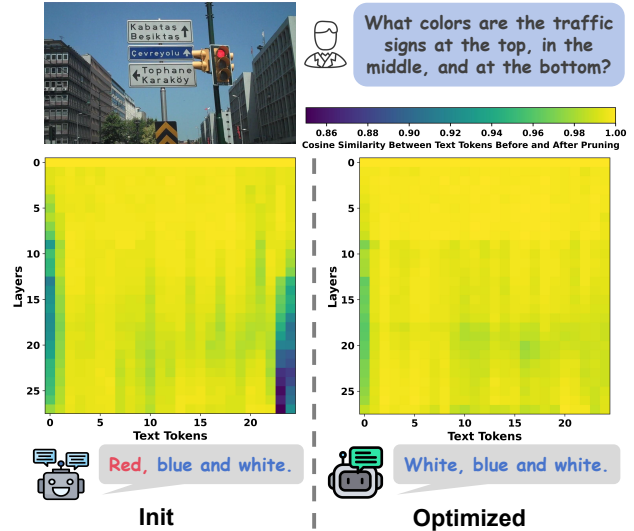 Kabatas
Beşiktaş
Çevreyolu
Tophane
Karaköy
What colors are the traffic
signs at the top, in the
middle, and at the bottom?
0.86 0.88 0.90 0.92 0.94 0.96 0.98 1.00
Cosine Similarity Between Text Tokens Before and After Pruning
0
5
10
15
20
25
Layers
0 5 10 15 20
Text Tokens
0
5
10
15
20
25
Layers
0 10 20
Text Tokens
Red, blue and white.
White, blue and white.
Init
Optimized